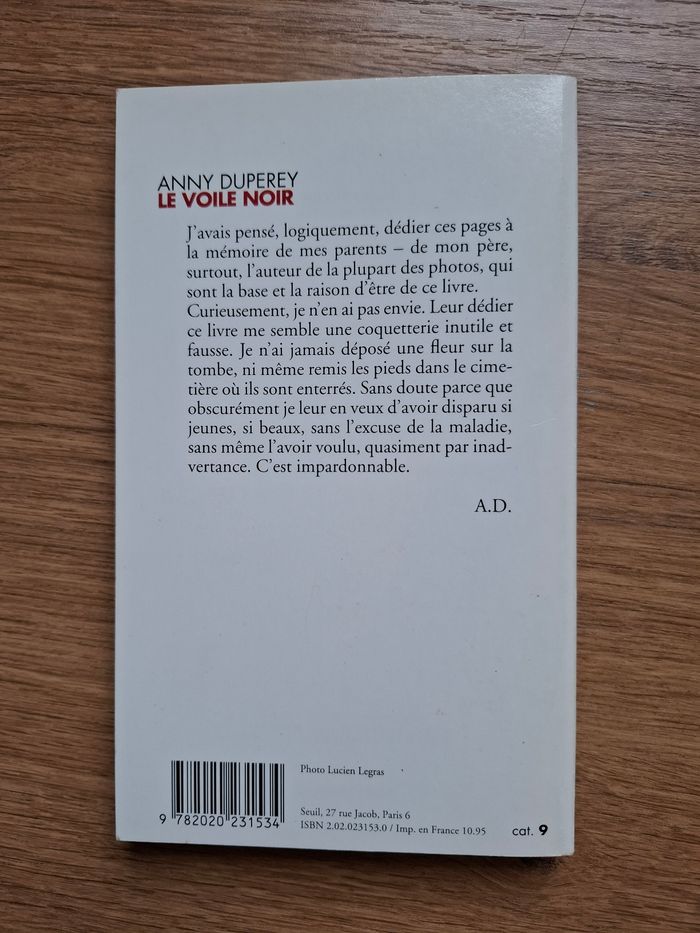 ANNY DUPEREY
LE VOILE NOIR
J'avais pensé, logiquement, dédier ces pages à
la mémoire de mes parents – de mon père,
surtout, l'auteur de la plupart des photos, qui
sont la base et la raison d'être de ce livre.
Curieusement, je n'en ai pas envie. Leur dédier
ce livre me semble une coquetterie inutile et
fausse. Je n'ai jamais déposé une fleur sur la
tombe, ni même remis les pieds dans le cime-
tière où ils sont enterrés. Sans doute parce que
obscurément je leur en veux d'avoir disparu si
jeunes, si beaux, sans l'excuse de la maladie,
sans même l'avoir voulu, quasiment par inad-
vertance. C'est impardonnable.
A.D.
Photo Lucien Legras
Seuil, 27 rue Jacob, Paris 6
ISBN 2.02.023153.0 / Imp. en France 10.95
cat. 9
9 782020 231534